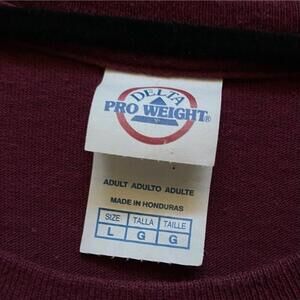 DELTA
PRO WEIGHT®
ADULT ADULTO ADULTE
MADE IN HONDURAS
SIZE TALLA TAILLE
L G G